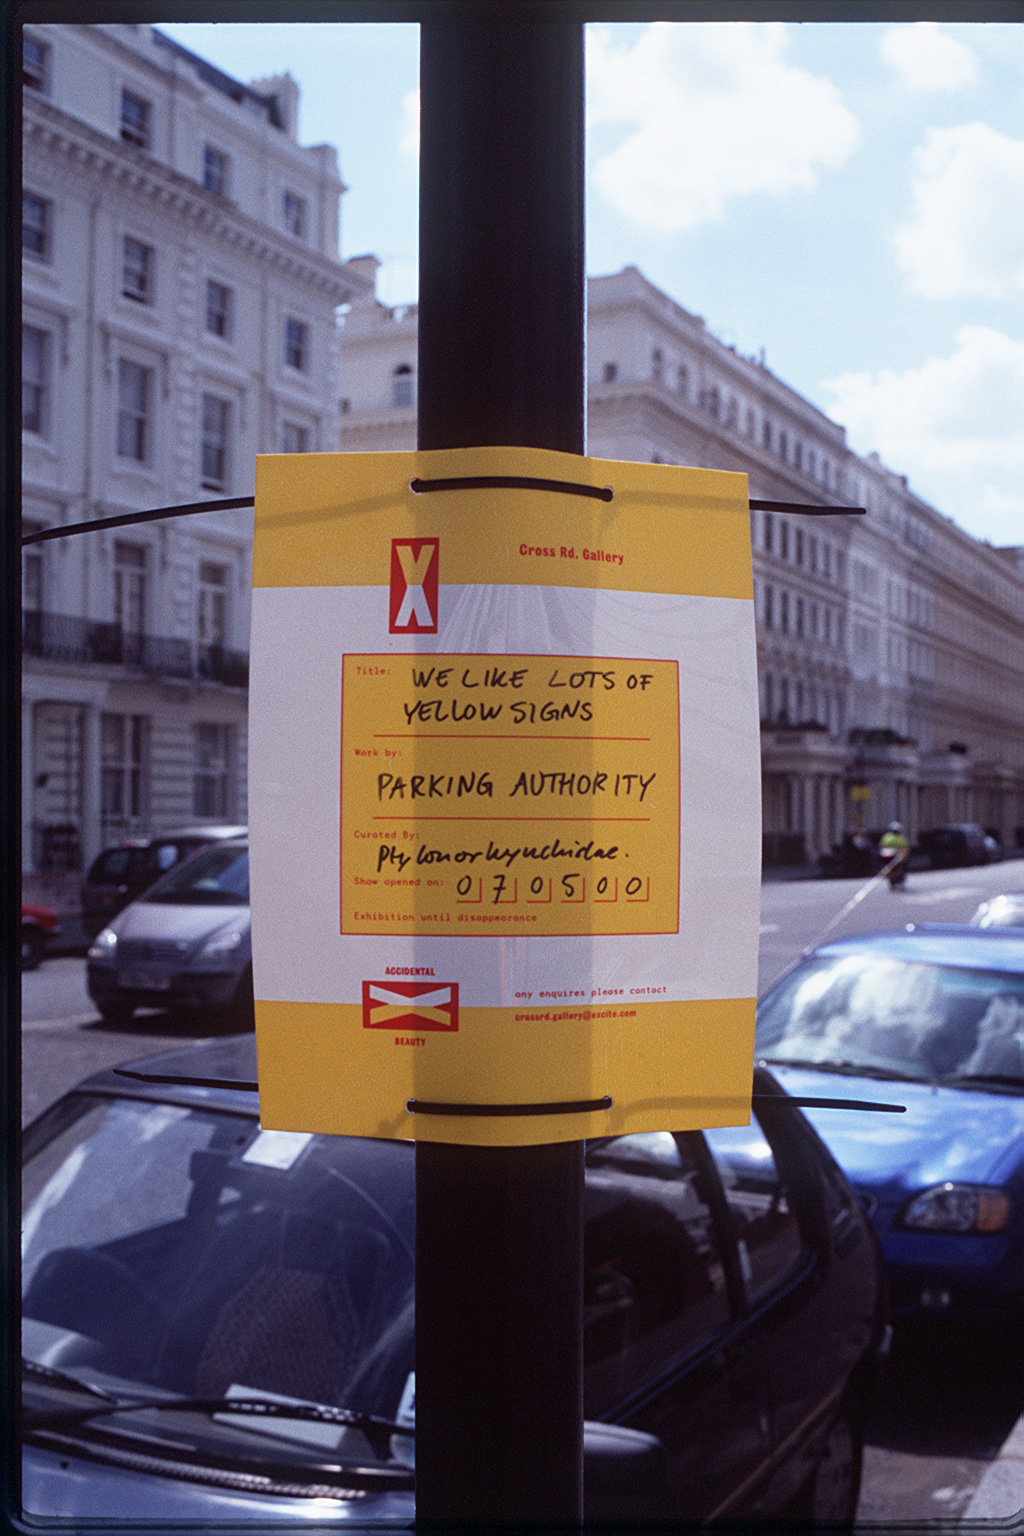 X
Cross Rd. Gallery
Title: WE LIKE LOTS OF
YELLOW SIGNS
Work by:
PARKING AUTHORITY
Curated By:
Ptylonorhynchidae.
Show opened on: 070500
Exhibition until disappearance
ACCIDENTAL
X
BEAUTY
any enquires please contact
crossrd.gallery@excite.com